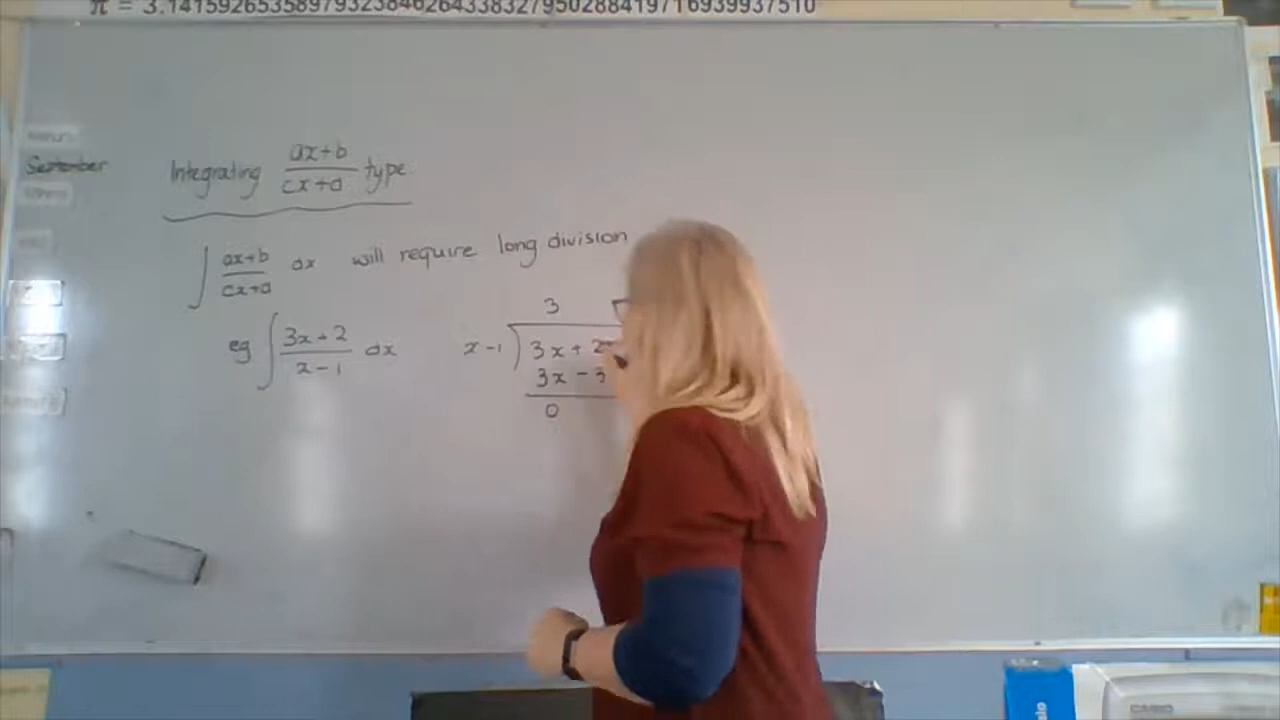 π = 3.14159265358979323846264338327950288419716939937510
September
Integrating ax+b / cx+d type
∫ ax+b / cx+d dx will require long division
3
eg ∫ 3x+2 / x-1 dx x-1 3x+2
3x-3
0
CASIO